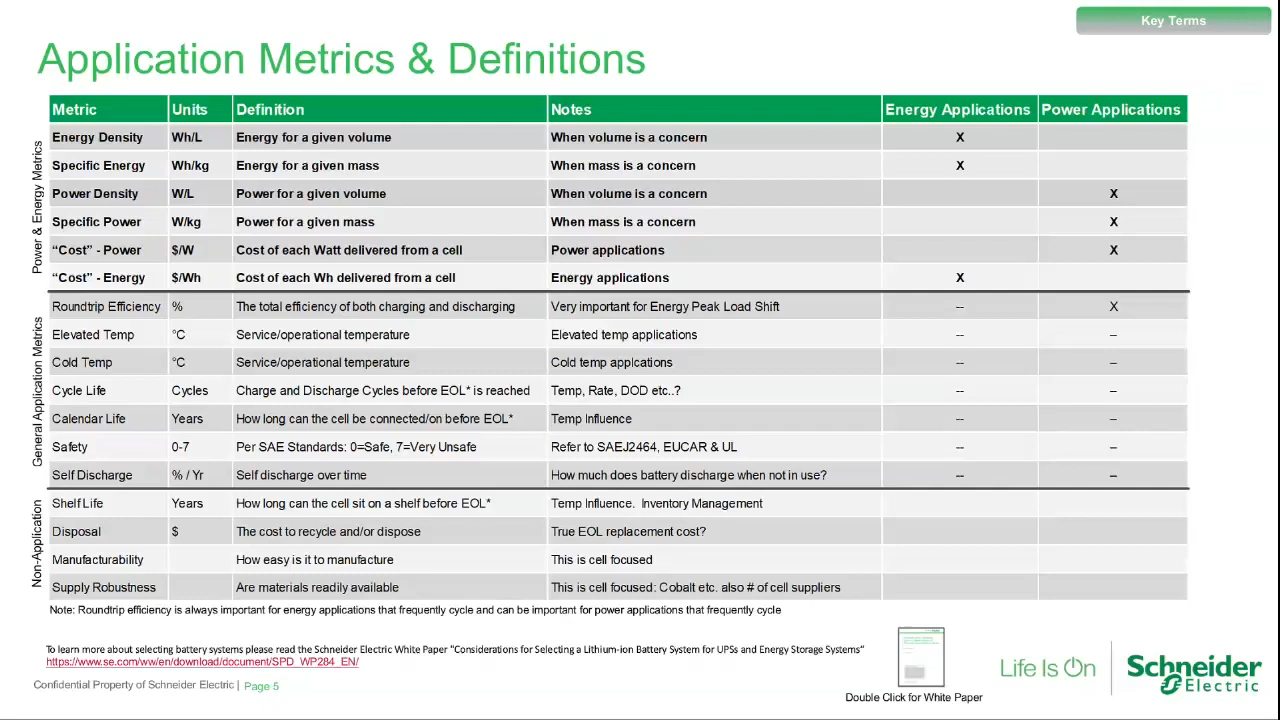 Key Terms
Application Metrics & Definitions
Metric Units Definition Notes Energy Applications Power Applications
Power & Energy Metrics
Energy Density Wh/L Energy for a given volume When volume is a concern X
Specific Energy Wh/kg Energy for a given mass When mass is a concern X
Power Density W/L Power for a given volume When volume is a concern X
Specific Power W/kg Power for a given mass When mass is a concern X
“Cost” - Power $/W Cost of each Watt delivered from a cell Power applications X
“Cost” - Energy $/Wh Cost of each Wh delivered from a cell Energy applications X
General Application Metrics
Roundtrip Efficiency % The total efficiency of both charging and discharging Very important for Energy Peak Load Shift -- X
Elevated Temp °C Service/operational temperature Elevated temp applications -- –
Cold Temp °C Service/operational temperature Cold temp applcations -- –
Cycle Life Cycles Charge and Discharge Cycles before EOL* is reached Temp, Rate, DOD etc..? -- –
Calendar Life Years How long can the cell be connected/on before EOL* Temp Influence -- –
Safety 0-7 Per SAE Standards: 0=Safe, 7=Very Unsafe Refer to SAEJ2464, EUCAR & UL -- –
Self Discharge % / Yr Self discharge over time How much does battery discharge when not in use? -- –
Non-Application
Shelf Life Years How long can the cell sit on a shelf before EOL* Temp Influence. Inventory Management
Disposal $ The cost to recycle and/or dispose True EOL replacement cost?
Manufacturability How easy is it to manufacture This is cell focused
Supply Robustness Are materials readily available This is cell focused: Cobalt etc. also # of cell suppliers
Note: Roundtrip efficiency is always important for energy applications that frequently cycle and can be important for power applications that frequently cycle
To learn more about selecting battery systems please read the Schneider Electric White Paper “Considerations for Selecting a Lithium-ion Battery System for UPSs and Energy Storage Systems”
https://www.se.com/ww/en/download/document/SPD_WP284_EN/
Confidential Property of Schneider Electric | Page 5
Double Click for White Paper
Life Is On
Schneider
Electric